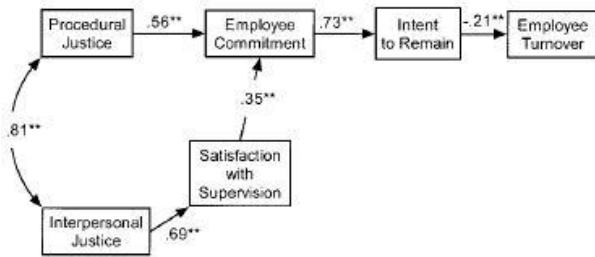 Procedural
Justice
.56**
Employee
Commitment
.73**
Intent
to Remain
-.21**
Employee
Turnover
.35**
.81**
Satisfaction
with
Supervision
Interpersonal
Justice
.69**